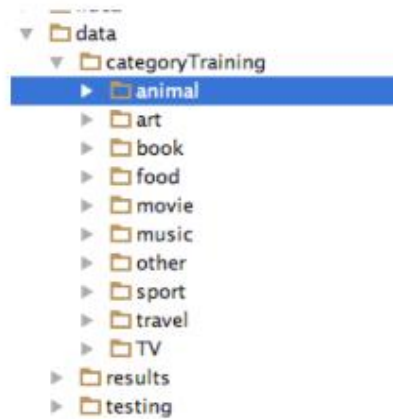 data
categoryTraining
animal
art
book
food
movie
music
other
sport
travel
TV
results
testing